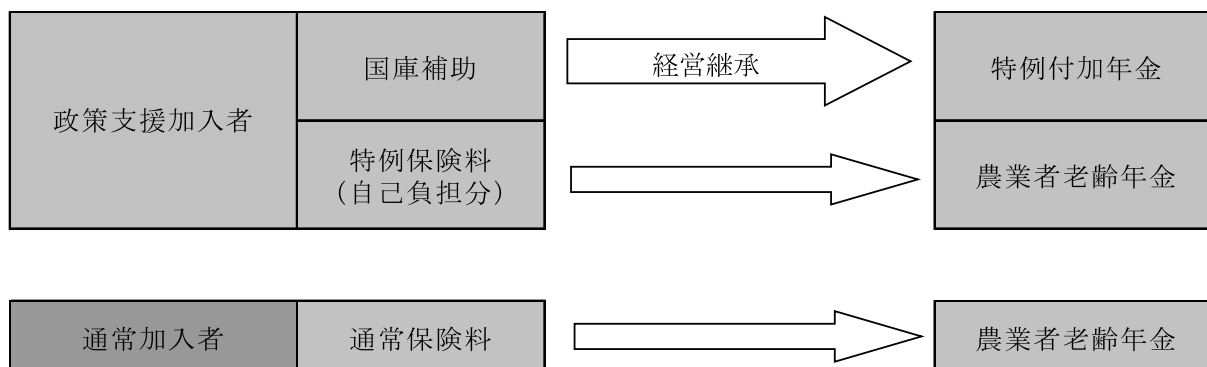 政策支援加入者
国庫補助
経営継承
特例付加年金
特例保険料
(自己負担分)
農業者老齢年金
通常加入者
通常保険料
農業者老齢年金